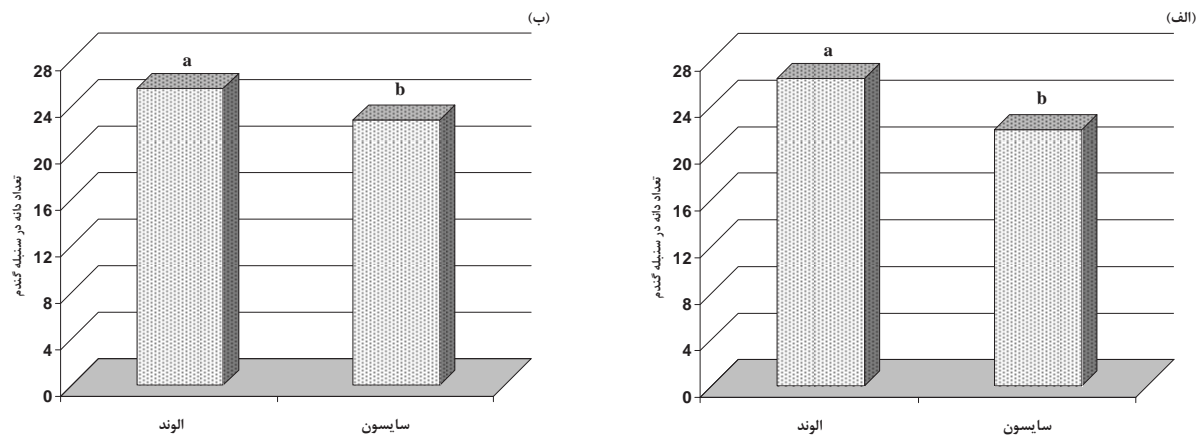 (الف)
تعداد دانه در سنبله گندم
28
24
20
16
12
8
4
0
a
b
الوند
سایسون
(ب)
تعداد دانه در سنبله گندم
28
24
20
16
12
8
4
0
a
b
الوند
سایسون